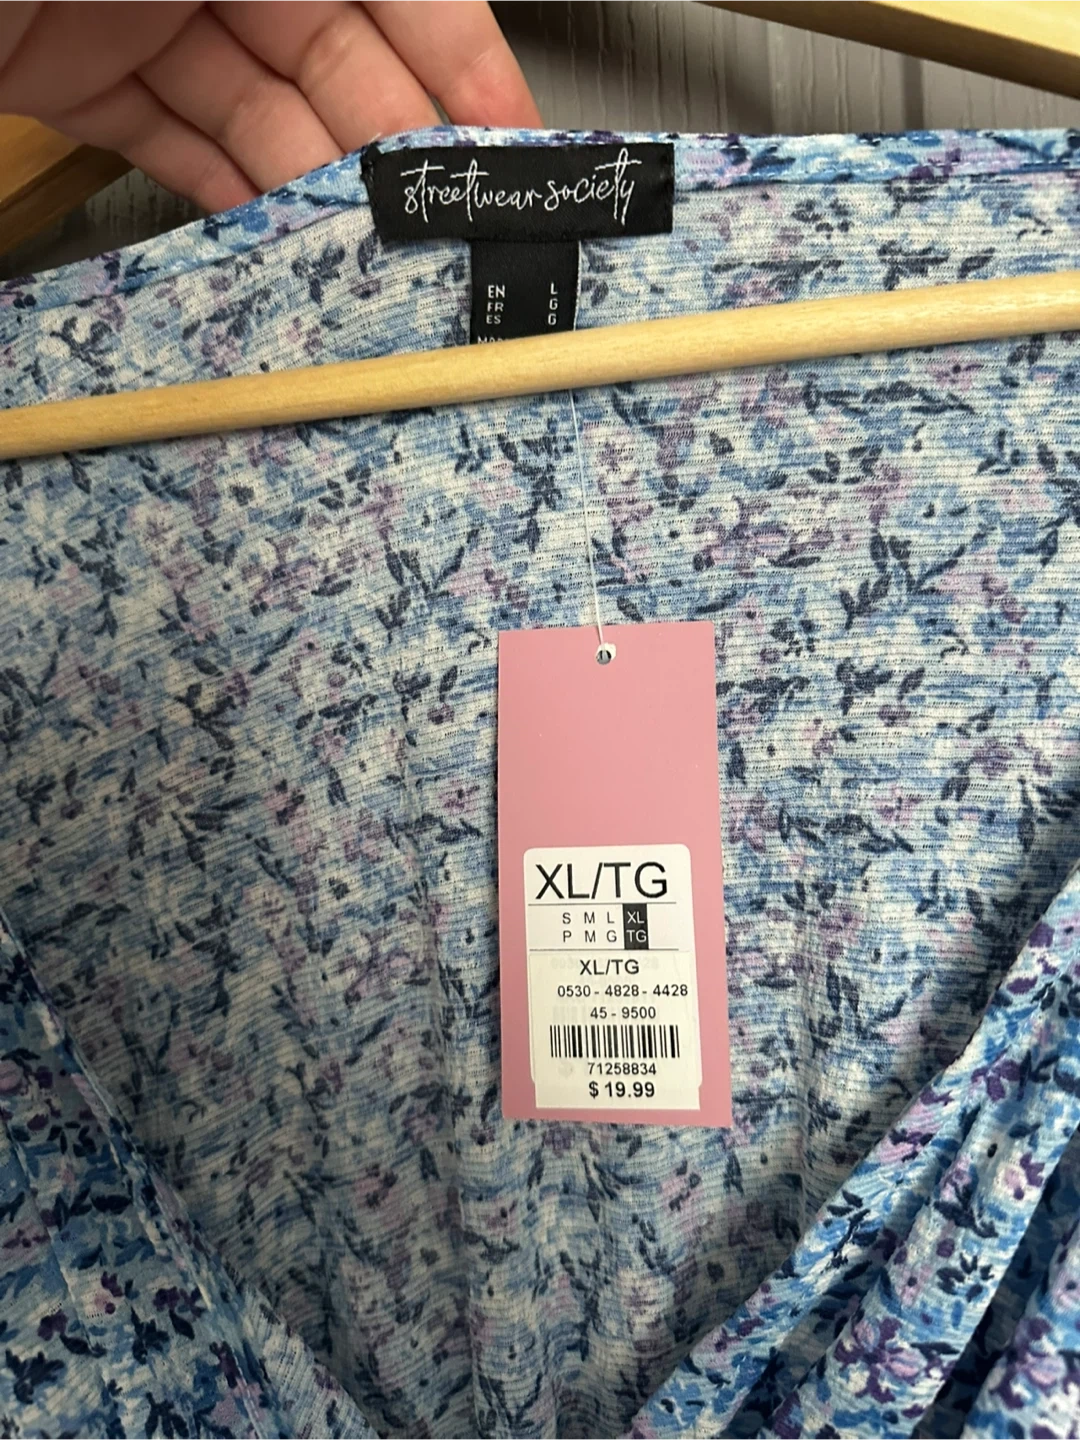 streetwear society
EN L
FR G
ES G
XL/TG
S M L XL
P M G TG
XL/TG
0530 - 4828 - 4428
45 - 9500
71258834
$ 19.99